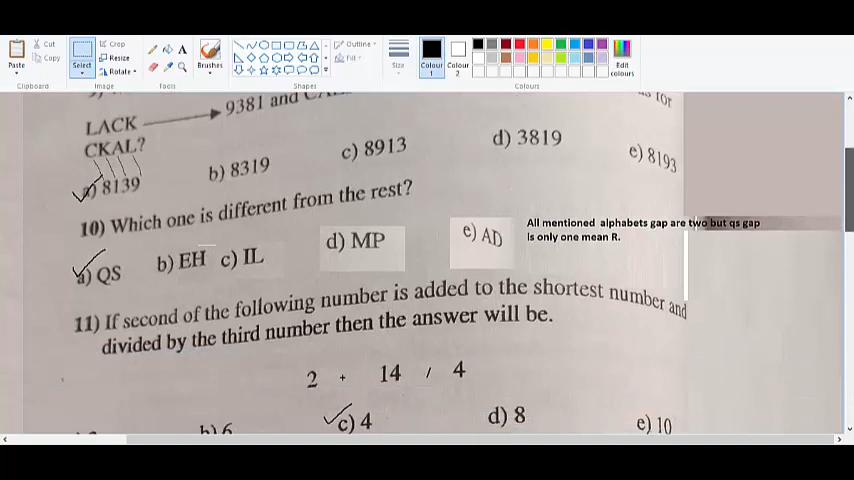 Cut
Copy
Paste
Clipboard
Select
Crop
Resize
Rotate
Image
Tools
Brushes
Outline
Fill
Shapes
Size
Colour 1
Colour 2
Edit colours
Colours
LACK 9381 and
CKAL?
a) 8139 b) 8319 c) 8913 d) 3819 e) 8193
10) Which one is different from the rest?
a) QS b) EH c) IL d) MP e) AD
All mentioned alphabets gap are two but qs gap
is only one mean R.
11) If second of the following number is added to the shortest number and
divided by the third number then the answer will be.
2 + 14 / 4
b) 6 c) 4 d) 8 e) 10